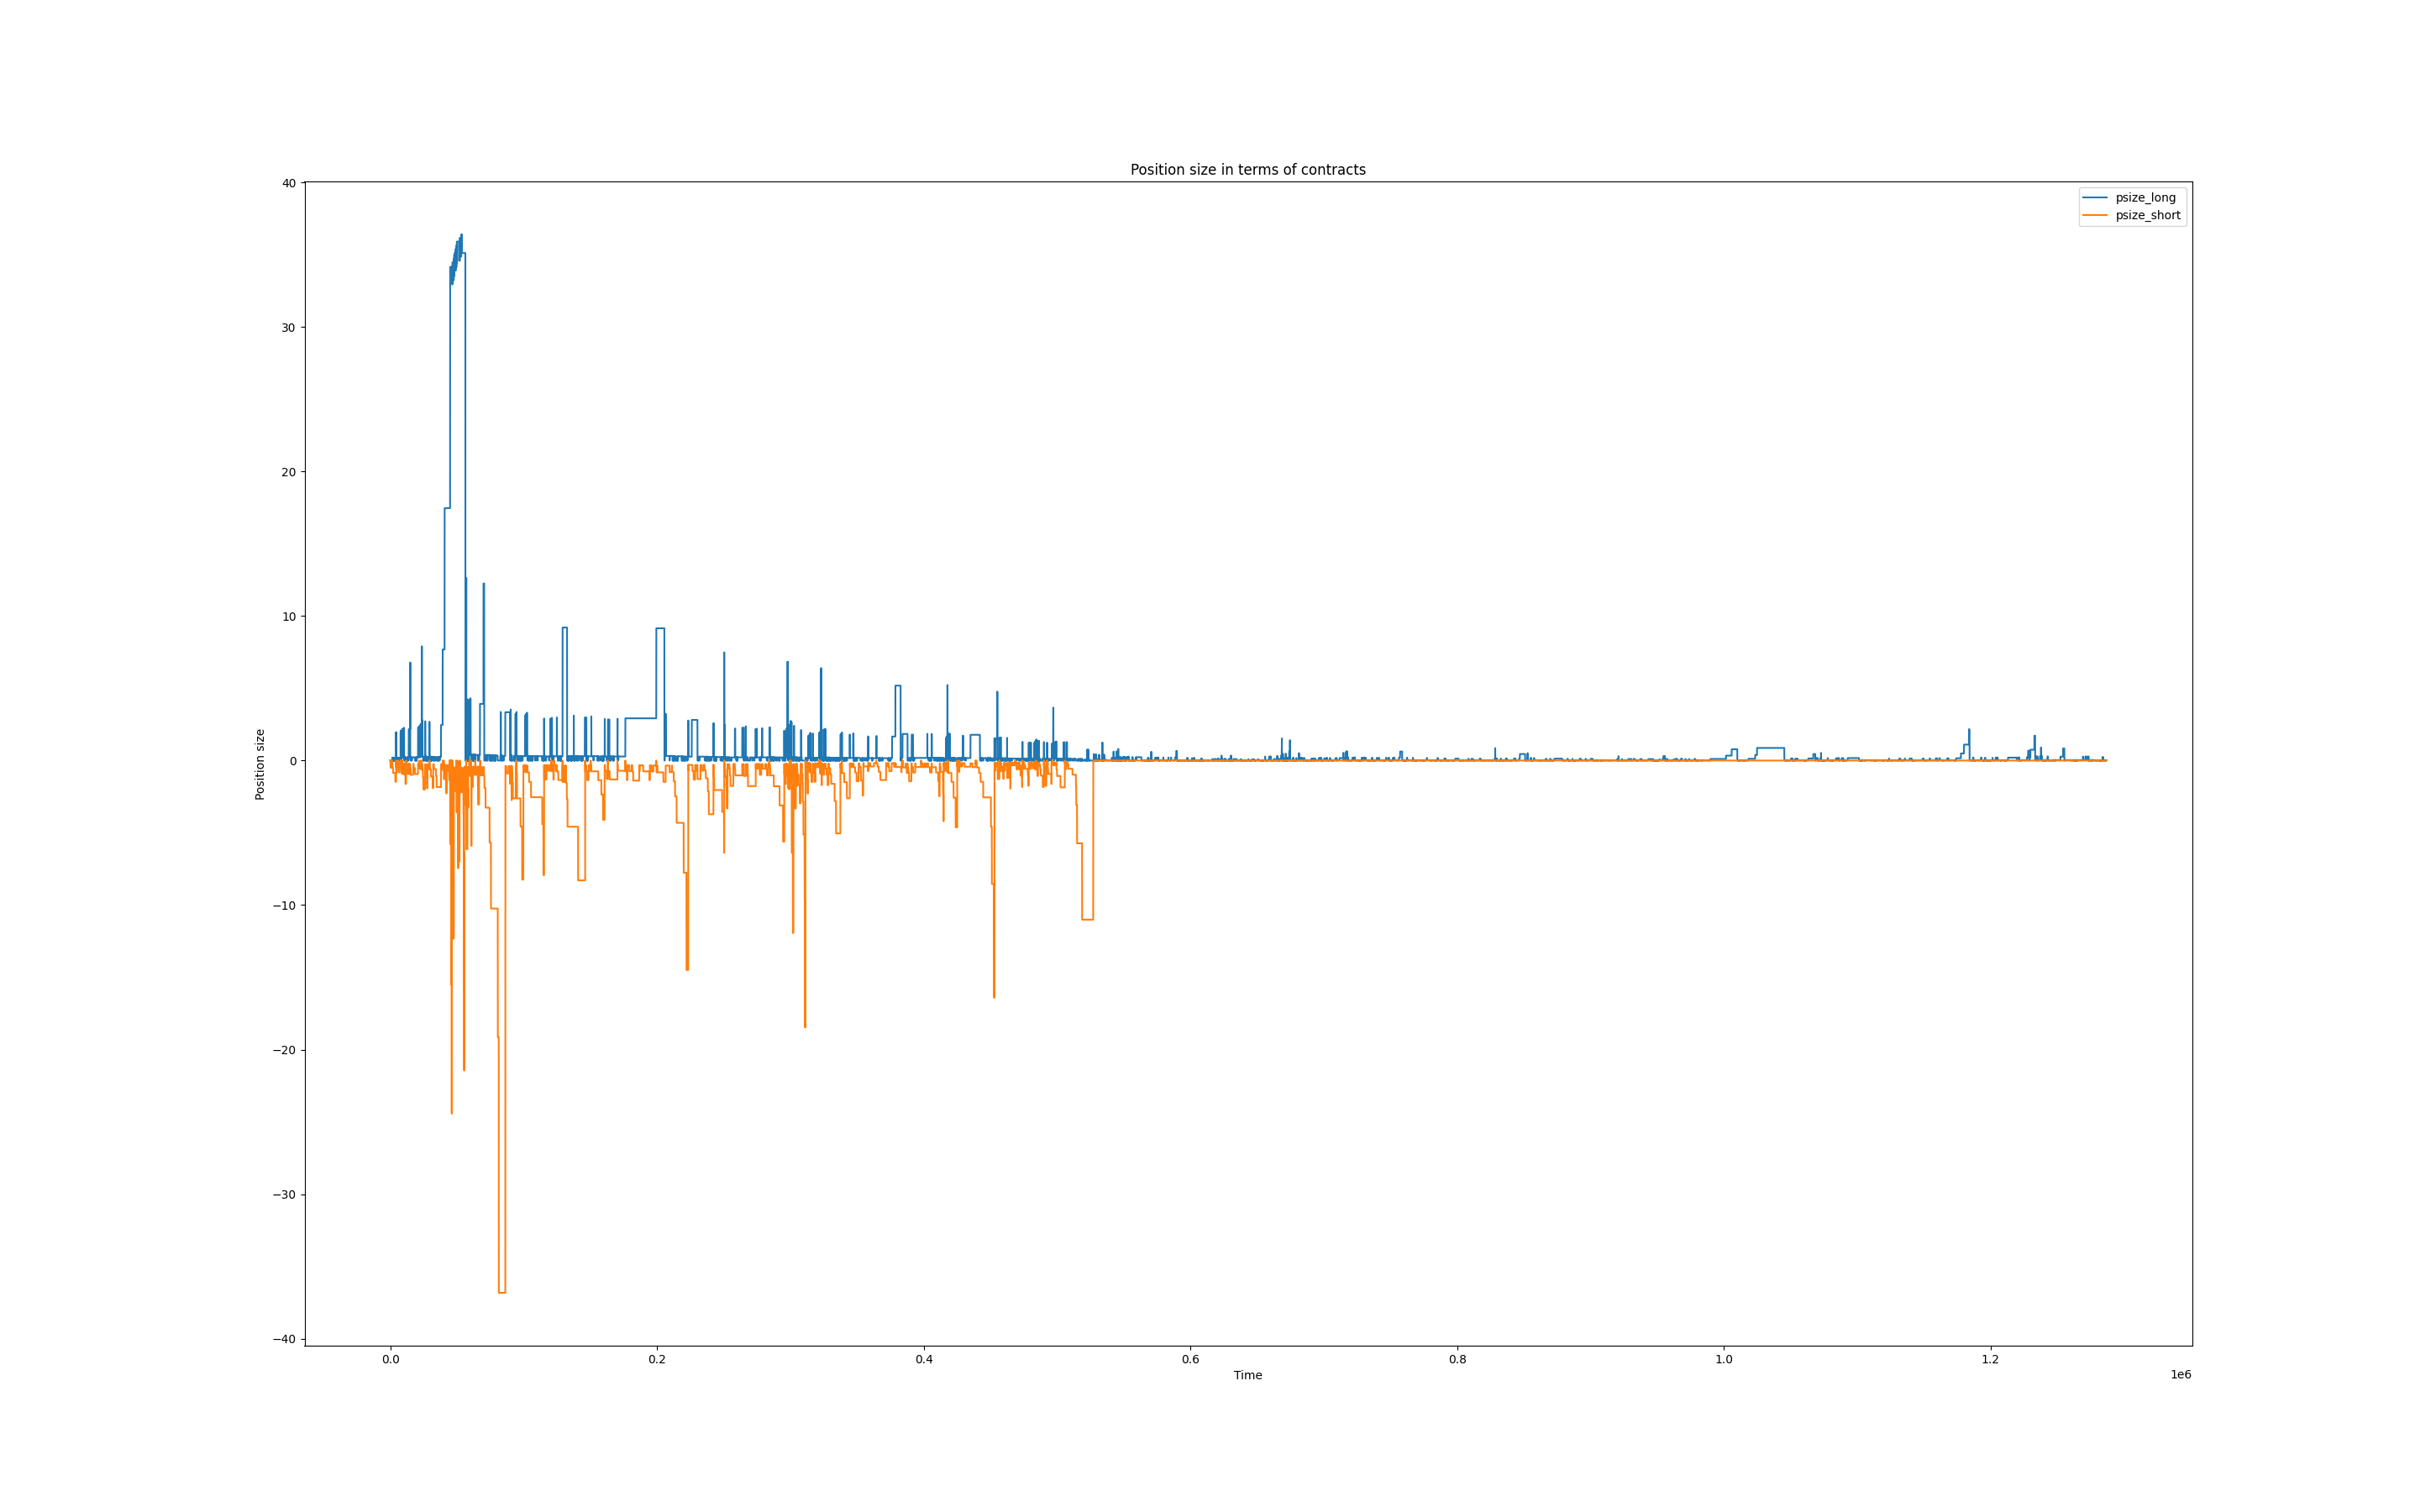 Position size in terms of contracts
psize_long
psize_short
40
30
20
10
0
−10
−20
−30
−40
Position size
0.0 0.2 0.4 0.6 0.8 1.0 1.2
Time
1e6